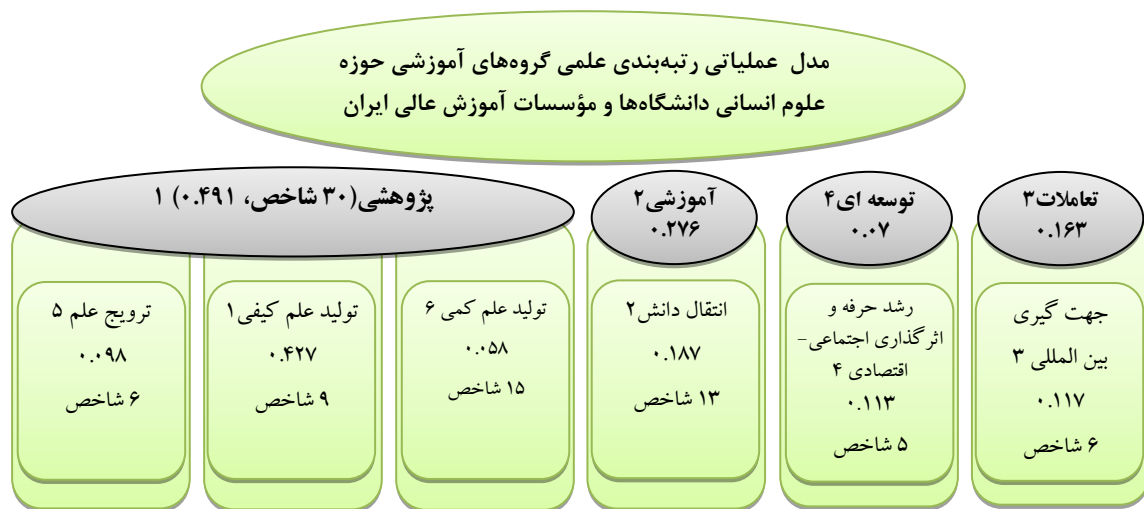 مدل عملیاتی رتبه‌بندی علمی گروه‌های آموزشی حوزه
علوم انسانی دانشگاه‌ها و مؤسسات آموزش عالی ایران
تعاملات۳
۰.۱۶۳
توسعه ای۴
۰.۰۷
آموزشی۲
۰.۲۷۶
پژوهشی(۳۰ شاخص، ۰.۴۹۱) ۱
جهت گیری
بین المللی ۳
۰.۱۱۷
۶ شاخص
رشد حرفه و
اثرگذاری اجتماعی-
اقتصادی ۴
۰.۱۱۳
۵ شاخص
انتقال دانش۲
۰.۱۸۷
۱۳ شاخص
تولید علم کمی ۶
۰.۰۵۸
۱۵ شاخص
تولید علم کیفی۱
۰.۴۲۷
۹ شاخص
ترویج علم ۵
۰.۰۹۸
۶ شاخص